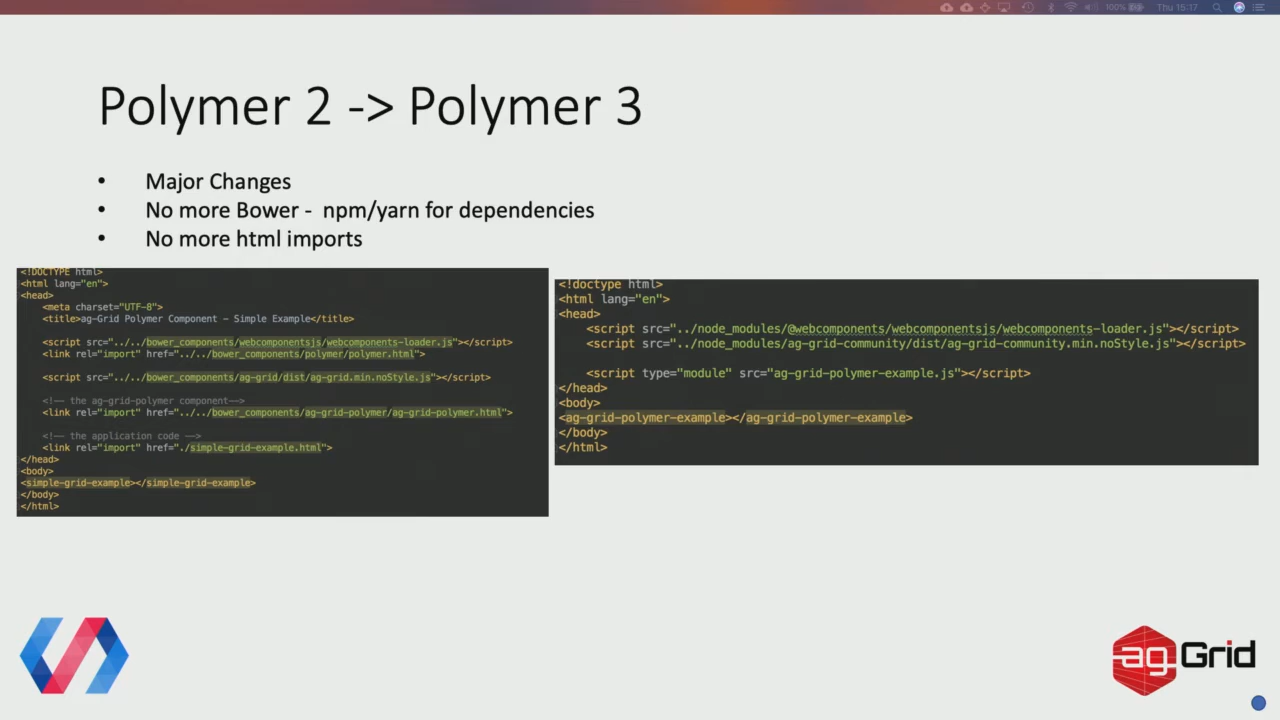 100%
Thu 15:17
Polymer 2 -> Polymer 3
• Major Changes
• No more Bower - npm/yarn for dependencies
• No more html imports
<!DOCTYPE html>
<html lang="en">
<head>
<meta charset="UTF-8">
<title>ag-Grid Polymer Component - Simple Example</title>
<script src="../../bower_components/webcomponentsjs/webcomponents-loader.js"></script>
<link rel="import" href="../../bower_components/polymer/polymer.html">
<script src="../../bower_components/ag-grid/dist/ag-grid.min.noStyle.js"></script>
<!-- the ag-grid-polymer component-->
<link rel="import" href="../../bower_components/ag-grid-polymer/ag-grid-polymer.html">
<!-- the application code -->
<link rel="import" href="./simple-grid-example.html">
</head>
<body>
<simple-grid-example></simple-grid-example>
</body>
</html>
<!doctype html>
<html lang="en">
<head>
<script src="../node_modules/@webcomponents/webcomponentsjs/webcomponents-loader.js"></script>
<script src="../node_modules/ag-grid-community/dist/ag-grid-community.min.noStyle.js"></script>
<script type="module" src="ag-grid-polymer-example.js"></script>
</head>
<body>
<ag-grid-polymer-example></ag-grid-polymer-example>
</body>
</html>
ag Grid